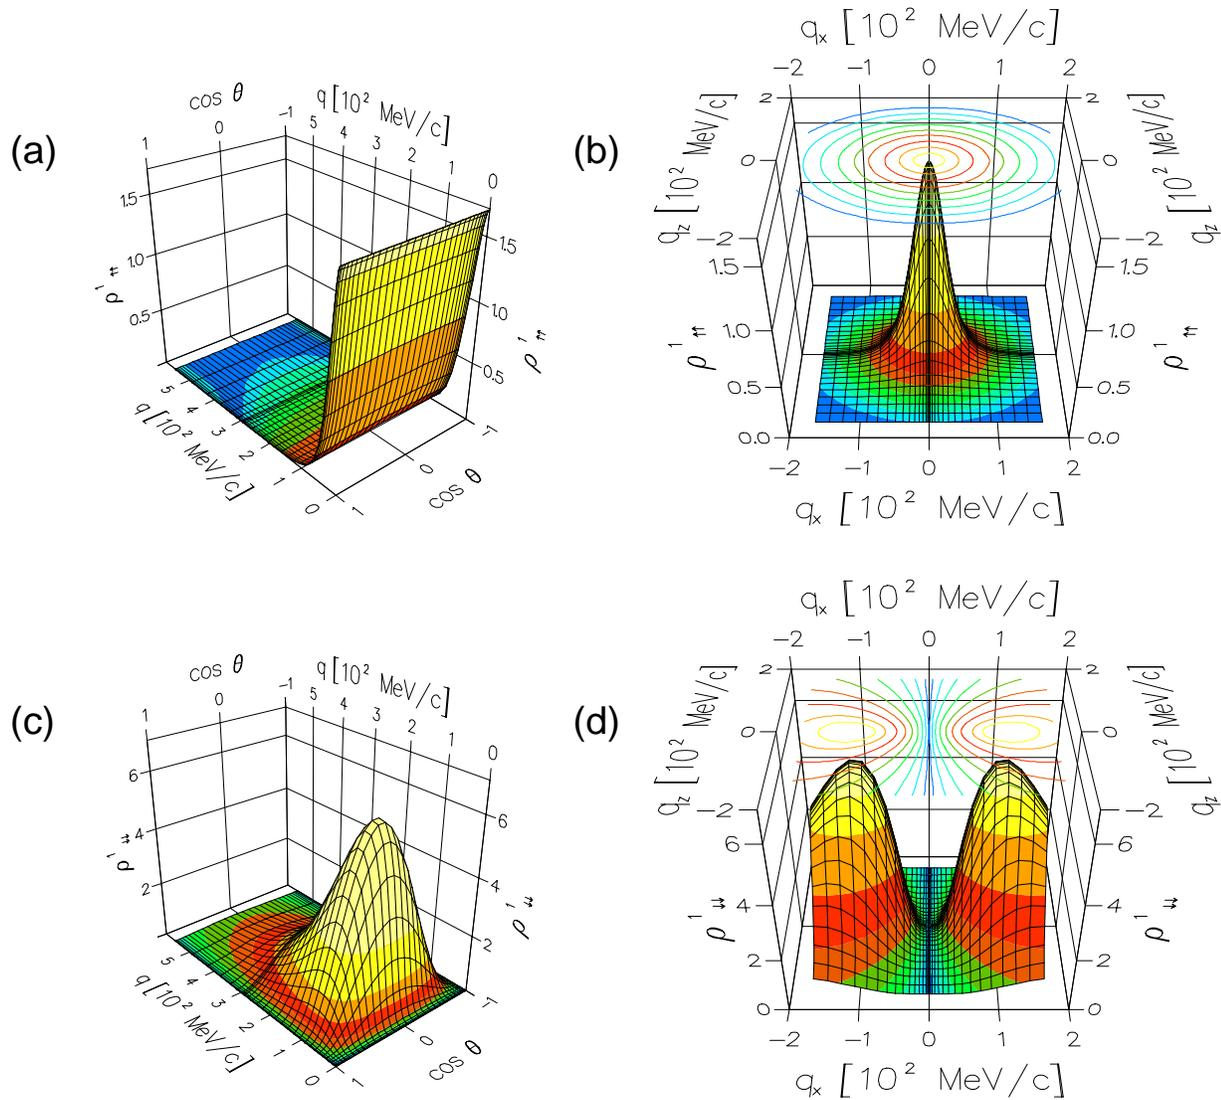 (a)
cos θ
q [10² MeV/c]
1 0 −1
5 4 3 2 1 0
1.5
1.0
0.5
ρ¹↑↑
1.5
1.0
0.5
ρ¹↑↑
5 4 3 2 1 0
q [10² MeV/c]
1 0 −1
cos θ
(b)
qₓ [10² MeV/c]
−2 −1 0 1 2
2
0
−2
q_z [10² MeV/c]
0
−2
q_z [10² MeV/c]
1.5
1.0
0.5
0.0
ρ¹↑↑
1.5
1.0
0.5
0.0
ρ¹↑↑
−2 −1 0 1 2
qₓ [10² MeV/c]
(c)
cos θ
q [10² MeV/c]
1 0 −1
5 4 3 2 1 0
6
4
2
ρ¹↓↓
6
4
2
ρ¹↓↓
5 4 3 2 1 0
q [10² MeV/c]
1 0 −1
cos θ
(d)
qₓ [10² MeV/c]
−2 −1 0 1 2
2
0
−2
q_z [10² MeV/c]
0
−2
q_z [10² MeV/c]
6
4
2
0
ρ¹↓↓
6
4
2
0
ρ¹↓↓
−2 −1 0 1 2
qₓ [10² MeV/c]